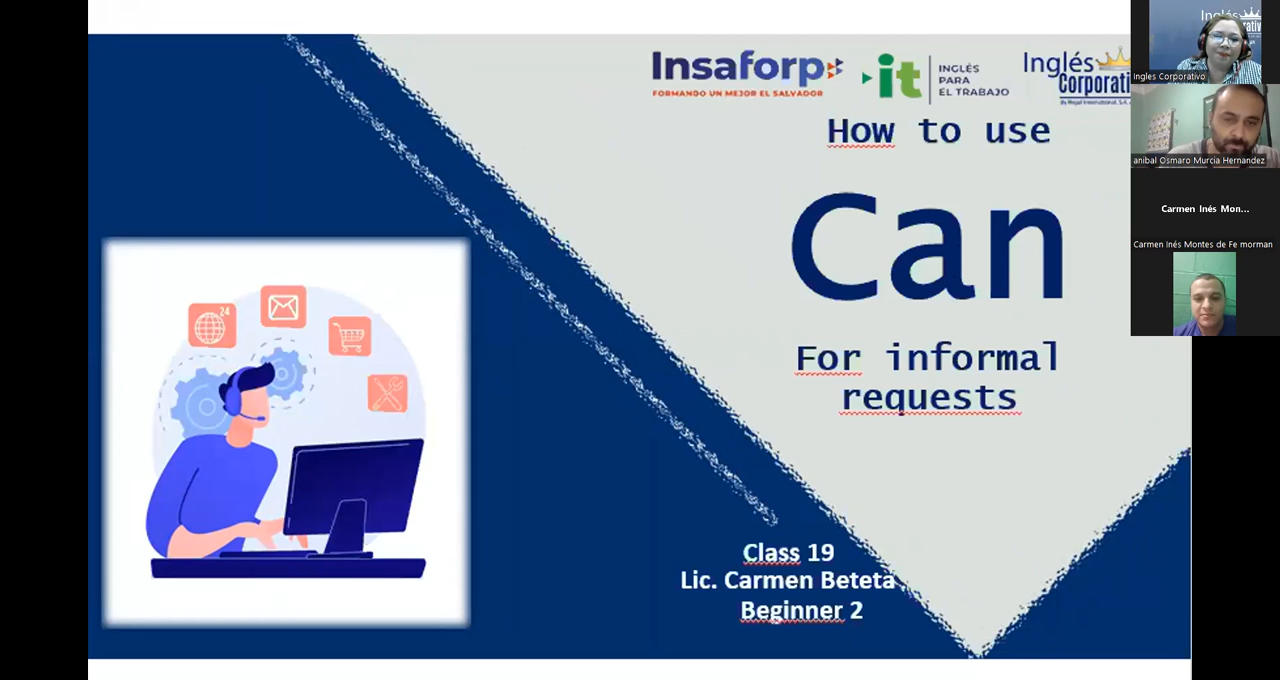 Insaforp
FORMANDO UN MEJOR EL SALVADOR
it
INGLÉS
PARA
EL TRABAJO
Inglés
How to use
Can
For informal
requests
24
Class 19
Lic. Carmen Beteta
Beginner 2
Ingles Corporativo
anibal Osmaro Murcia Hernandez
Carmen Inés Mon...
Carmen Inés Montes de Fe morman